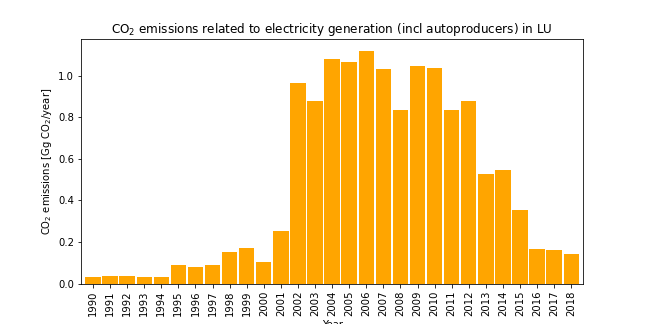 CO₂ emissions related to electricity generation (incl autoproducers) in LU
CO₂ emissions [Gg CO₂/year]
1.0
0.8
0.6
0.4
0.2
0.0
1990 1991 1992 1993 1994 1995 1996 1997 1998 1999 2000 2001 2002 2003 2004 2005 2006 2007 2008 2009 2010 2011 2012 2013 2014 2015 2016 2017 2018
Year